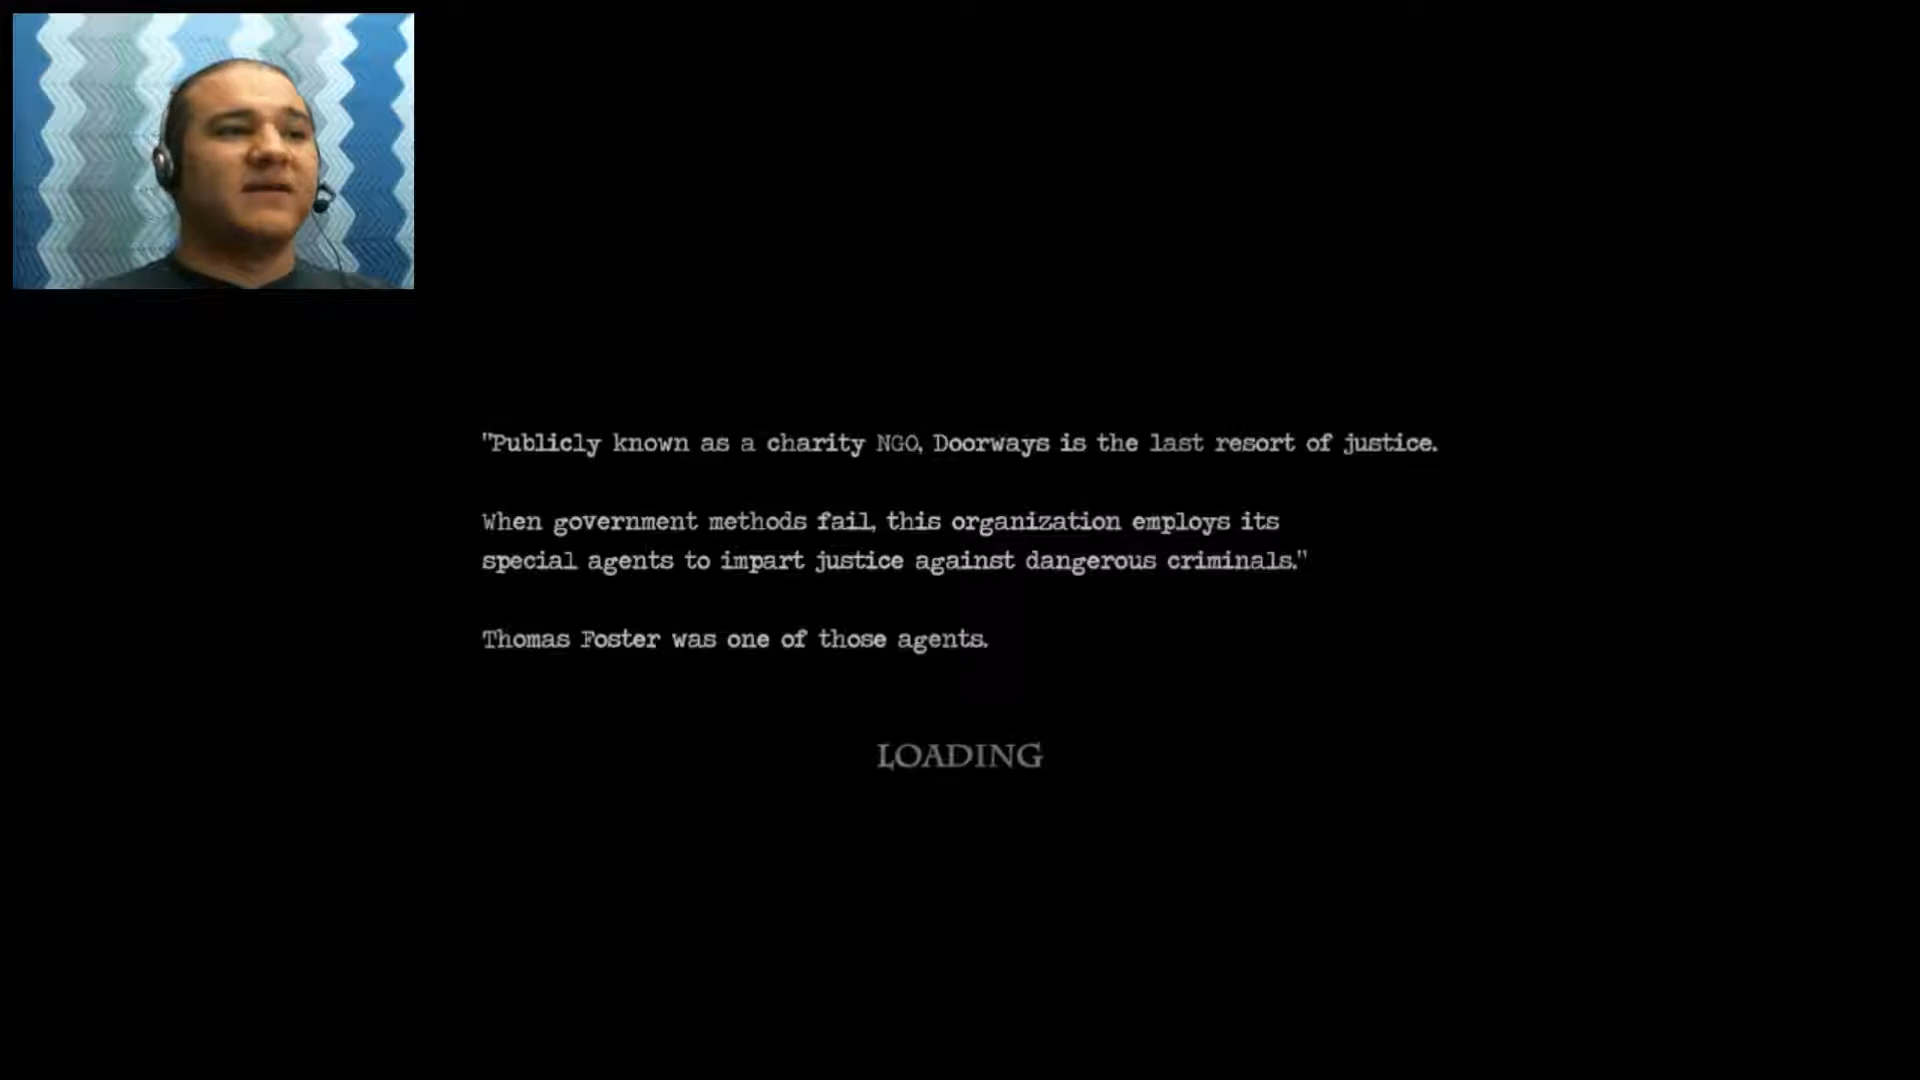 "Publicly known as a charity NGO, Doorways is the last resort of justice.
When government methods fail, this organization employs its
special agents to impart justice against dangerous criminals."
Thomas Foster was one of those agents.
LOADING